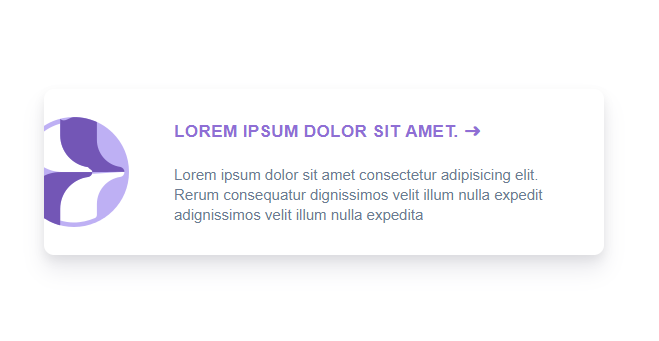 LOREM IPSUM DOLOR SIT AMET. ➜
Lorem ipsum dolor sit amet consectetur adipisicing elit.
Rerum consequatur dignissimos velit illum nulla expedit
adignissimos velit illum nulla expedita